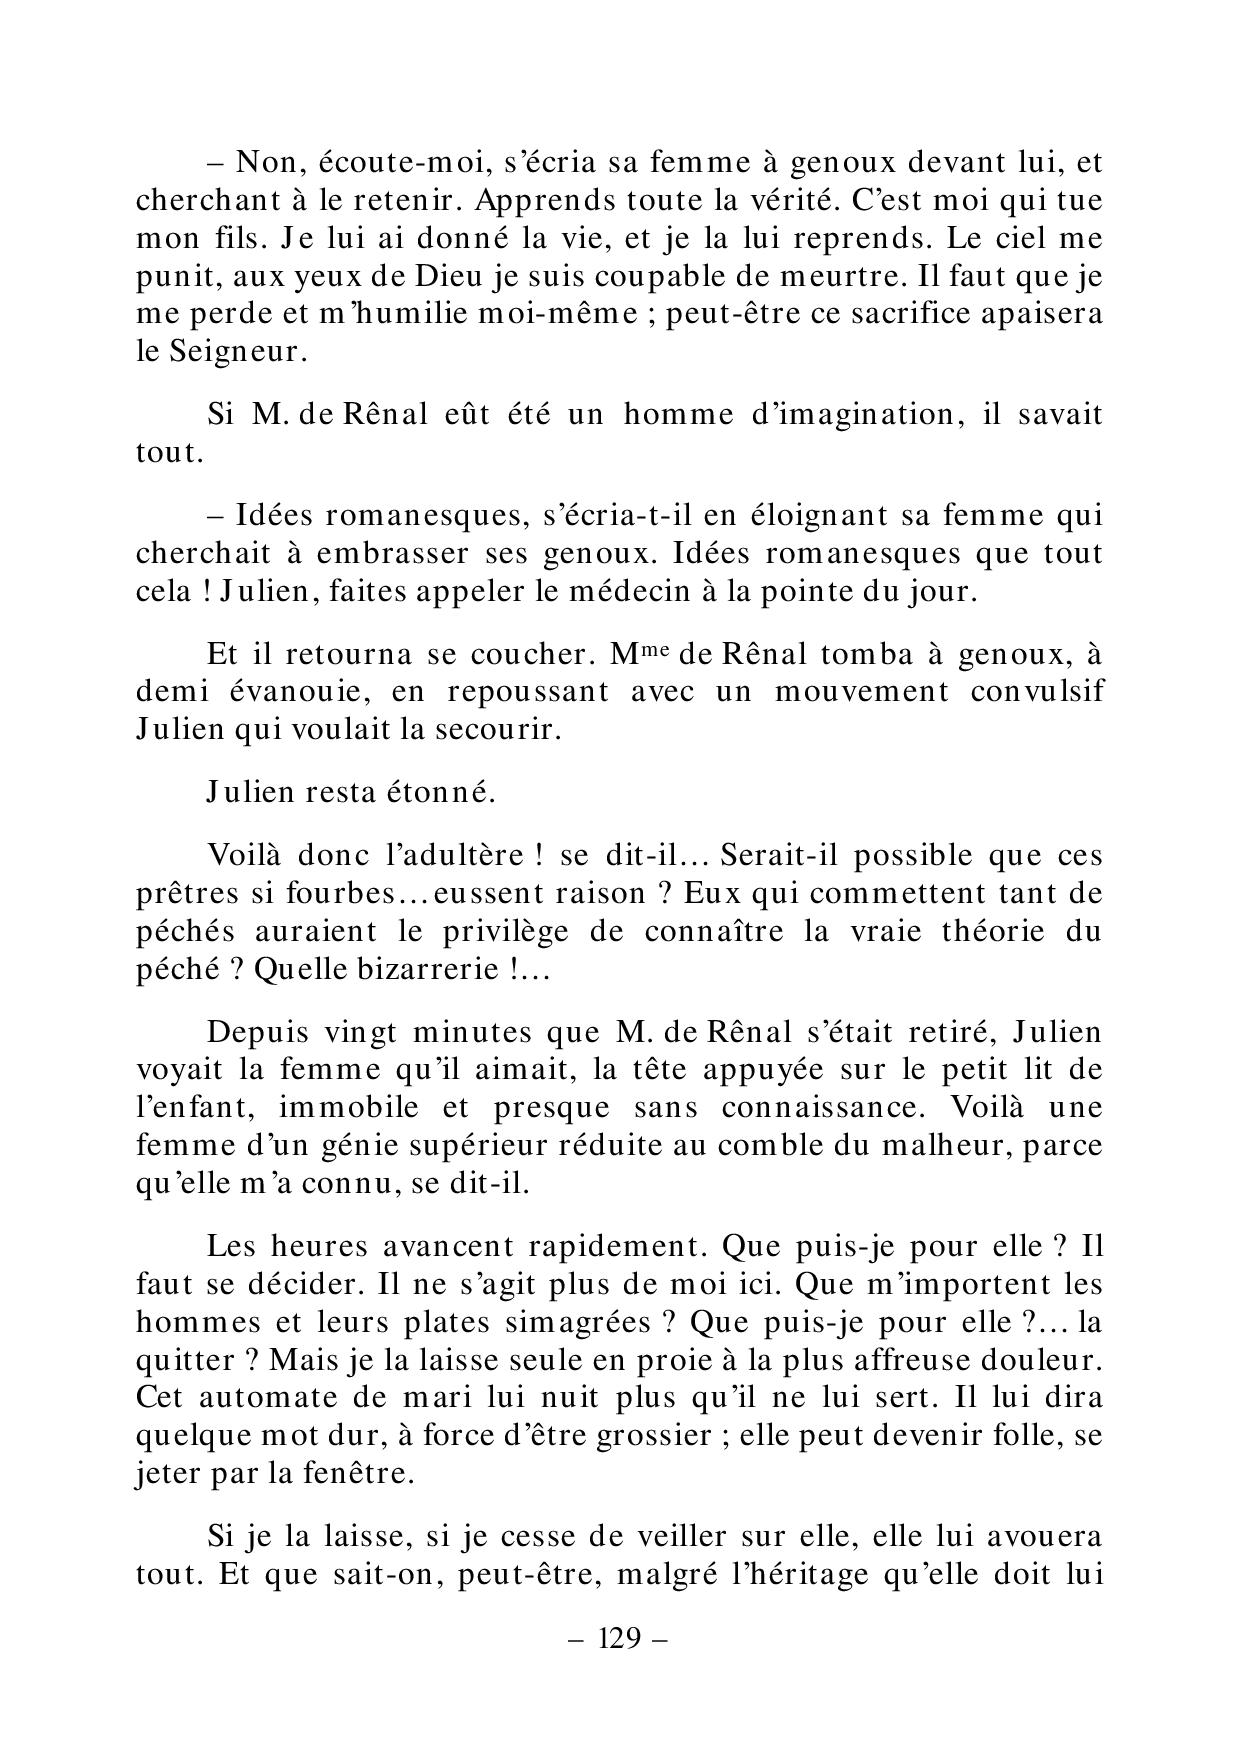 – Non, écoute-moi, s’écria sa femme à genoux devant lui, et
cherchant à le retenir. Apprends toute la vérité. C’est moi qui tue
mon fils. Je lui ai donné la vie, et je la lui reprends. Le ciel me
punit, aux yeux de Dieu je suis coupable de meurtre. Il faut que je
me perde et m’humilie moi-même ; peut-être ce sacrifice apaisera
le Seigneur.
Si M. de Rênal eût été un homme d’imagination, il savait
tout.
– Idées romanesques, s’écria-t-il en éloignant sa femme qui
cherchait à embrasser ses genoux. Idées romanesques que tout
cela ! Julien, faites appeler le médecin à la pointe du jour.
Et il retourna se coucher. Mme de Rênal tomba à genoux, à
demi évanouie, en repoussant avec un mouvement convulsif
Julien qui voulait la secourir.
Julien resta étonné.
Voilà donc l’adultère ! se dit-il… Serait-il possible que ces
prêtres si fourbes…eussent raison ? Eux qui commettent tant de
péchés auraient le privilège de connaître la vraie théorie du
péché ? Quelle bizarrerie !…
Depuis vingt minutes que M. de Rênal s’était retiré, Julien
voyait la femme qu’il aimait, la tête appuyée sur le petit lit de
l’enfant, immobile et presque sans connaissance. Voilà une
femme d’un génie supérieur réduite au comble du malheur, parce
qu’elle m’a connu, se dit-il.
Les heures avancent rapidement. Que puis-je pour elle ? Il
faut se décider. Il ne s’agit plus de moi ici. Que m’importent les
hommes et leurs plates simagrées ? Que puis-je pour elle ?… la
quitter ? Mais je la laisse seule en proie à la plus affreuse douleur.
Cet automate de mari lui nuit plus qu’il ne lui sert. Il lui dira
quelque mot dur, à force d’être grossier ; elle peut devenir folle, se
jeter par la fenêtre.
Si je la laisse, si je cesse de veiller sur elle, elle lui avouera
tout. Et que sait-on, peut-être, malgré l’héritage qu’elle doit lui
– 129 –